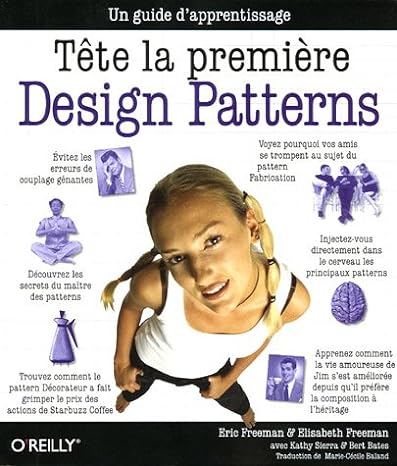 Un guide d'apprentissage
Tête la première
Design Patterns
Évitez les
erreurs de
couplage gênantes
Voyez pourquoi vos amis
se trompent au sujet du
pattern
Fabrication
Découvrez les
secrets du maître
des patterns
Injectez-vous
directement dans
le cerveau les
principaux patterns
Trouvez comment le
pattern Décorateur a fait
grimper le prix des
actions de Starbuzz Coffee
Apprenez comment la
vie amoureuse de
Jim s'est améliorée
depuis qu'il préfère
la composition à
l'héritage
O'REILLY®
Eric Freeman & Elisabeth Freeman
avec Kathy Sierra & Bert Bates
Traduction de Marie-Cécile Baland